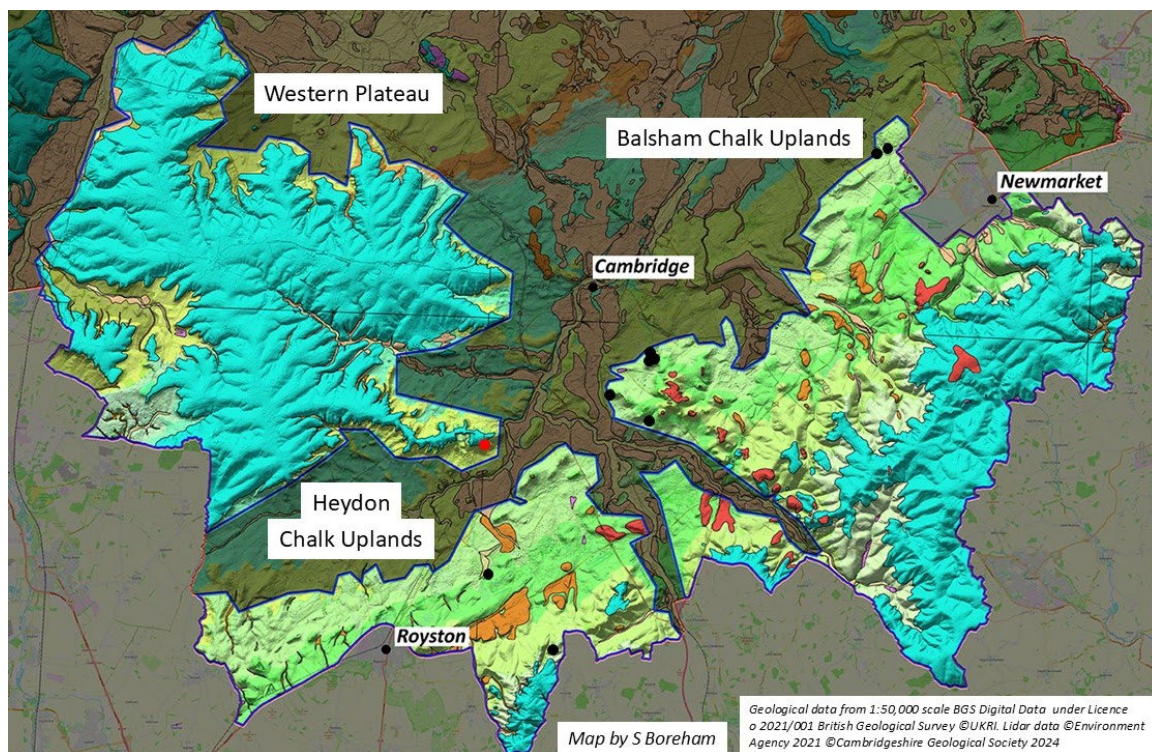 Western Plateau
Balsham Chalk Uplands
Newmarket
Cambridge
Heydon
Chalk Uplands
Royston
Map by S Boreham
Geological data from 1:50,000 scale BGS Digital Data under Licence
o 2021/001 British Geological Survey ©UKRI. Lidar data ©Environment
Agency 2021 ©Cambridgeshire Geological Society 2024